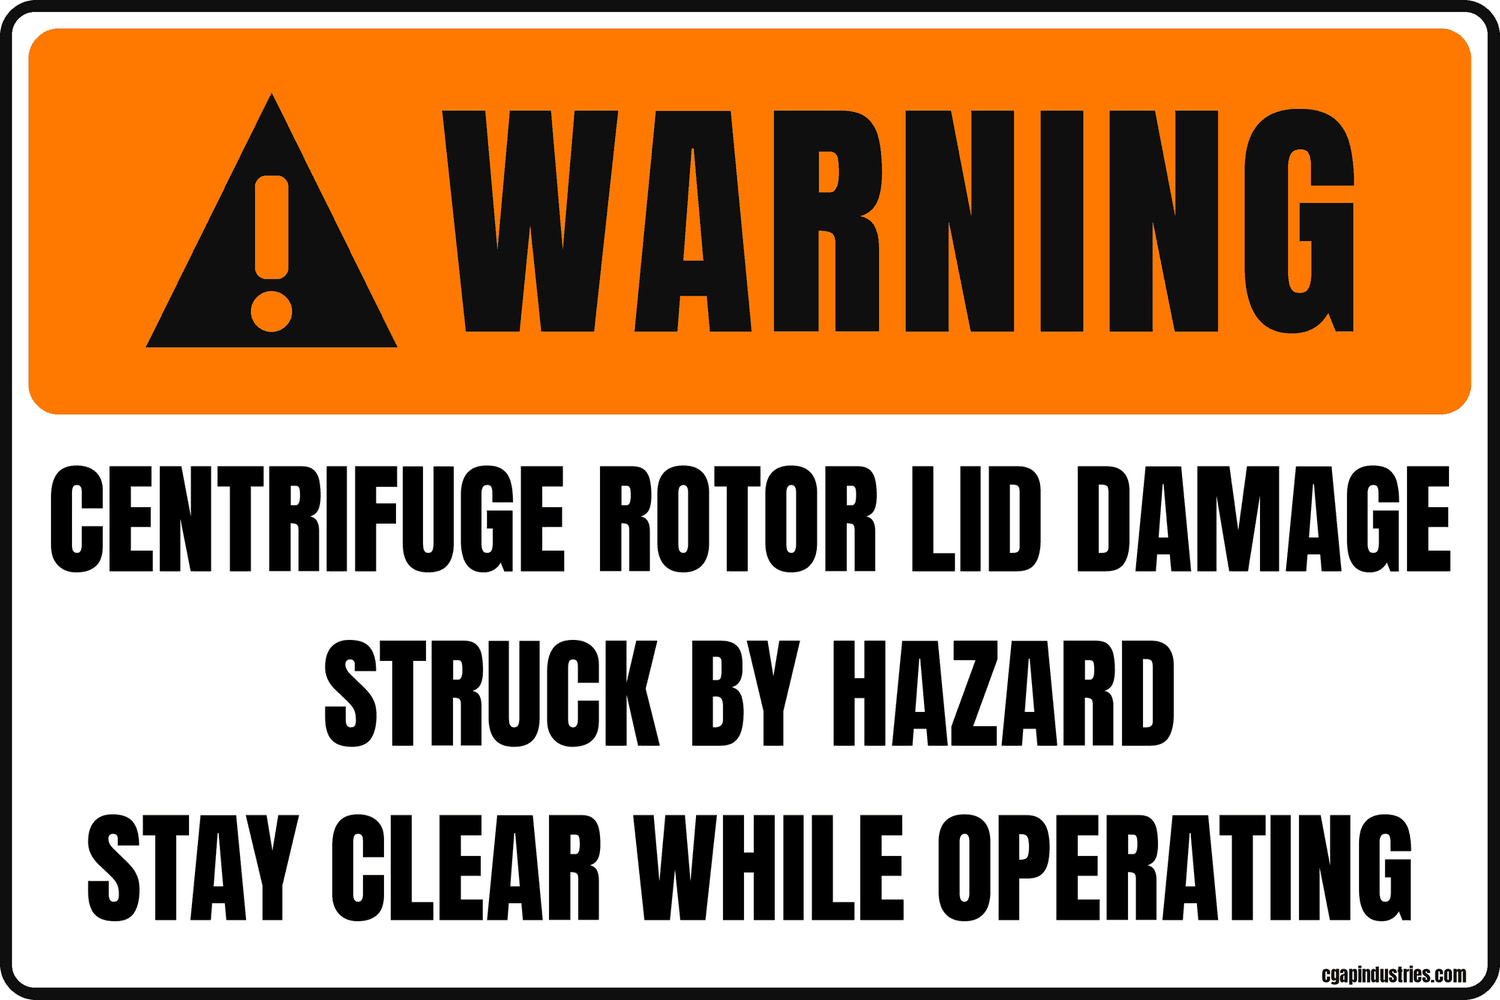 WARNING
CENTRIFUGE ROTOR LID DAMAGE
STRUCK BY HAZARD
STAY CLEAR WHILE OPERATING
cgapindustries.com